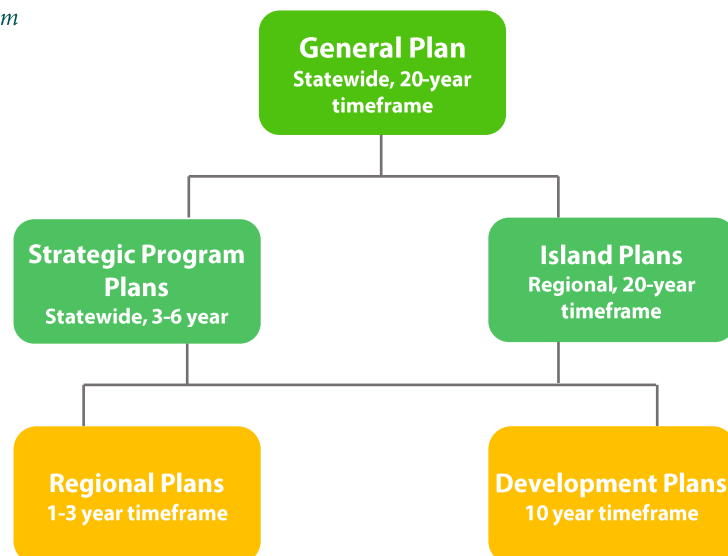 m
General Plan
Statewide, 20-year
timeframe
Strategic Program
Plans
Statewide, 3-6 year
Island Plans
Regional, 20-year
timeframe
Regional Plans
1-3 year timeframe
Development Plans
10 year timeframe